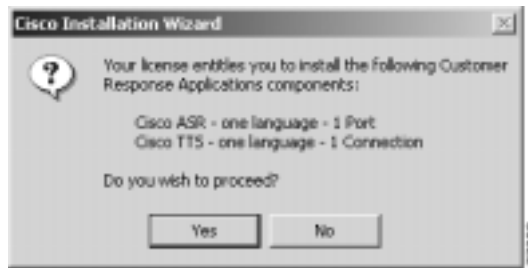 Cisco Installation Wizard
Your license entitles you to install the following Customer
Response Applications components:
Cisco ASR - one language - 1 Port
Cisco TTS - one language - 1 Connection
Do you wish to proceed?
Yes
No